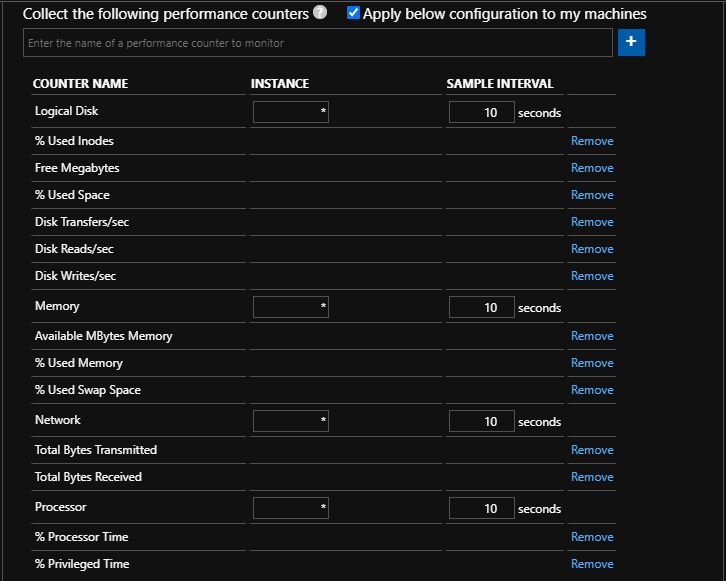 Collect the following performance counters ? Apply below configuration to my machines
Enter the name of a performance counter to monitor +
COUNTER NAME INSTANCE SAMPLE INTERVAL
Logical Disk * 10 seconds
% Used Inodes Remove
Free Megabytes Remove
% Used Space Remove
Disk Transfers/sec Remove
Disk Reads/sec Remove
Disk Writes/sec Remove
Memory * 10 seconds
Available MBytes Memory Remove
% Used Memory Remove
% Used Swap Space Remove
Network * 10 seconds
Total Bytes Transmitted Remove
Total Bytes Received Remove
Processor * 10 seconds
% Processor Time Remove
% Privileged Time Remove